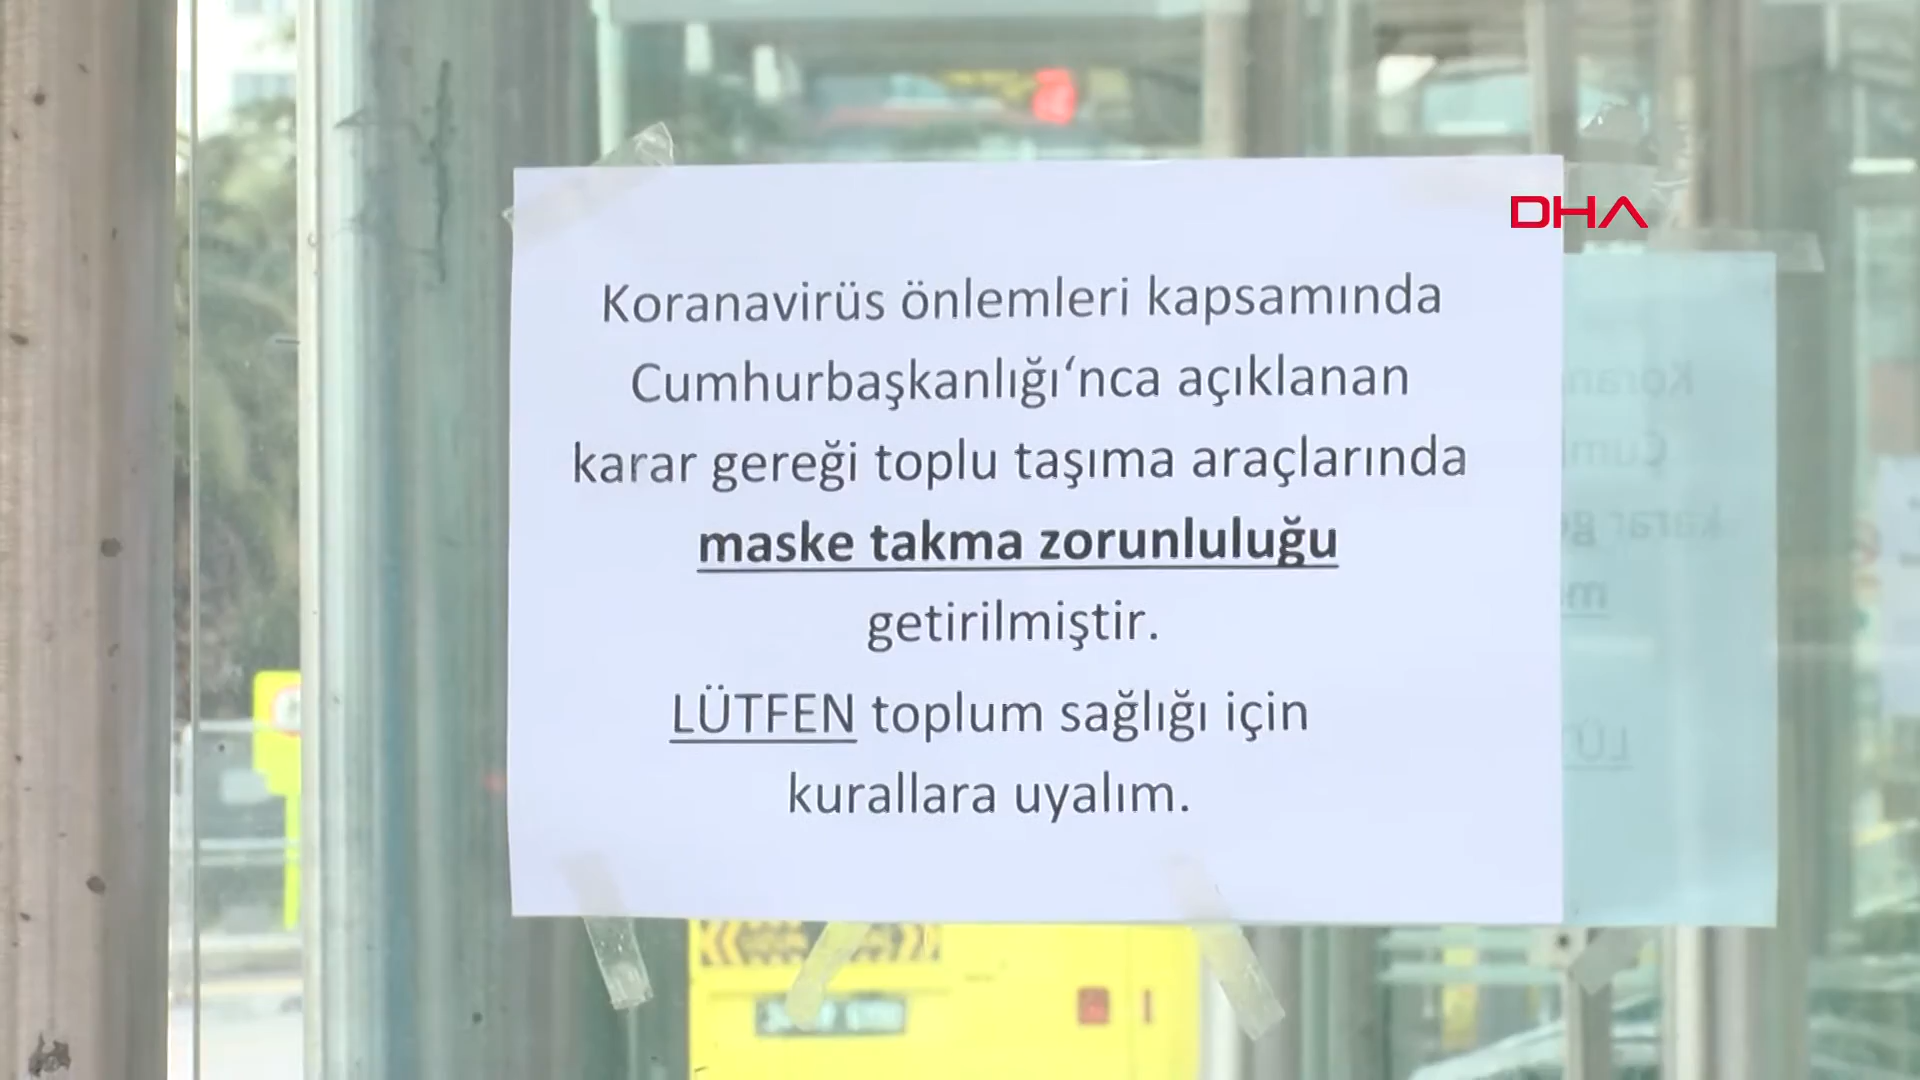 DHA
Koranavirüs önlemleri kapsamında
Cumhurbaşkanlığı‘nca açıklanan
karar gereği toplu taşıma araçlarında
maske takma zorunluluğu
getirilmiştir.
LÜTFEN toplum sağlığı için
kurallara uyalım.